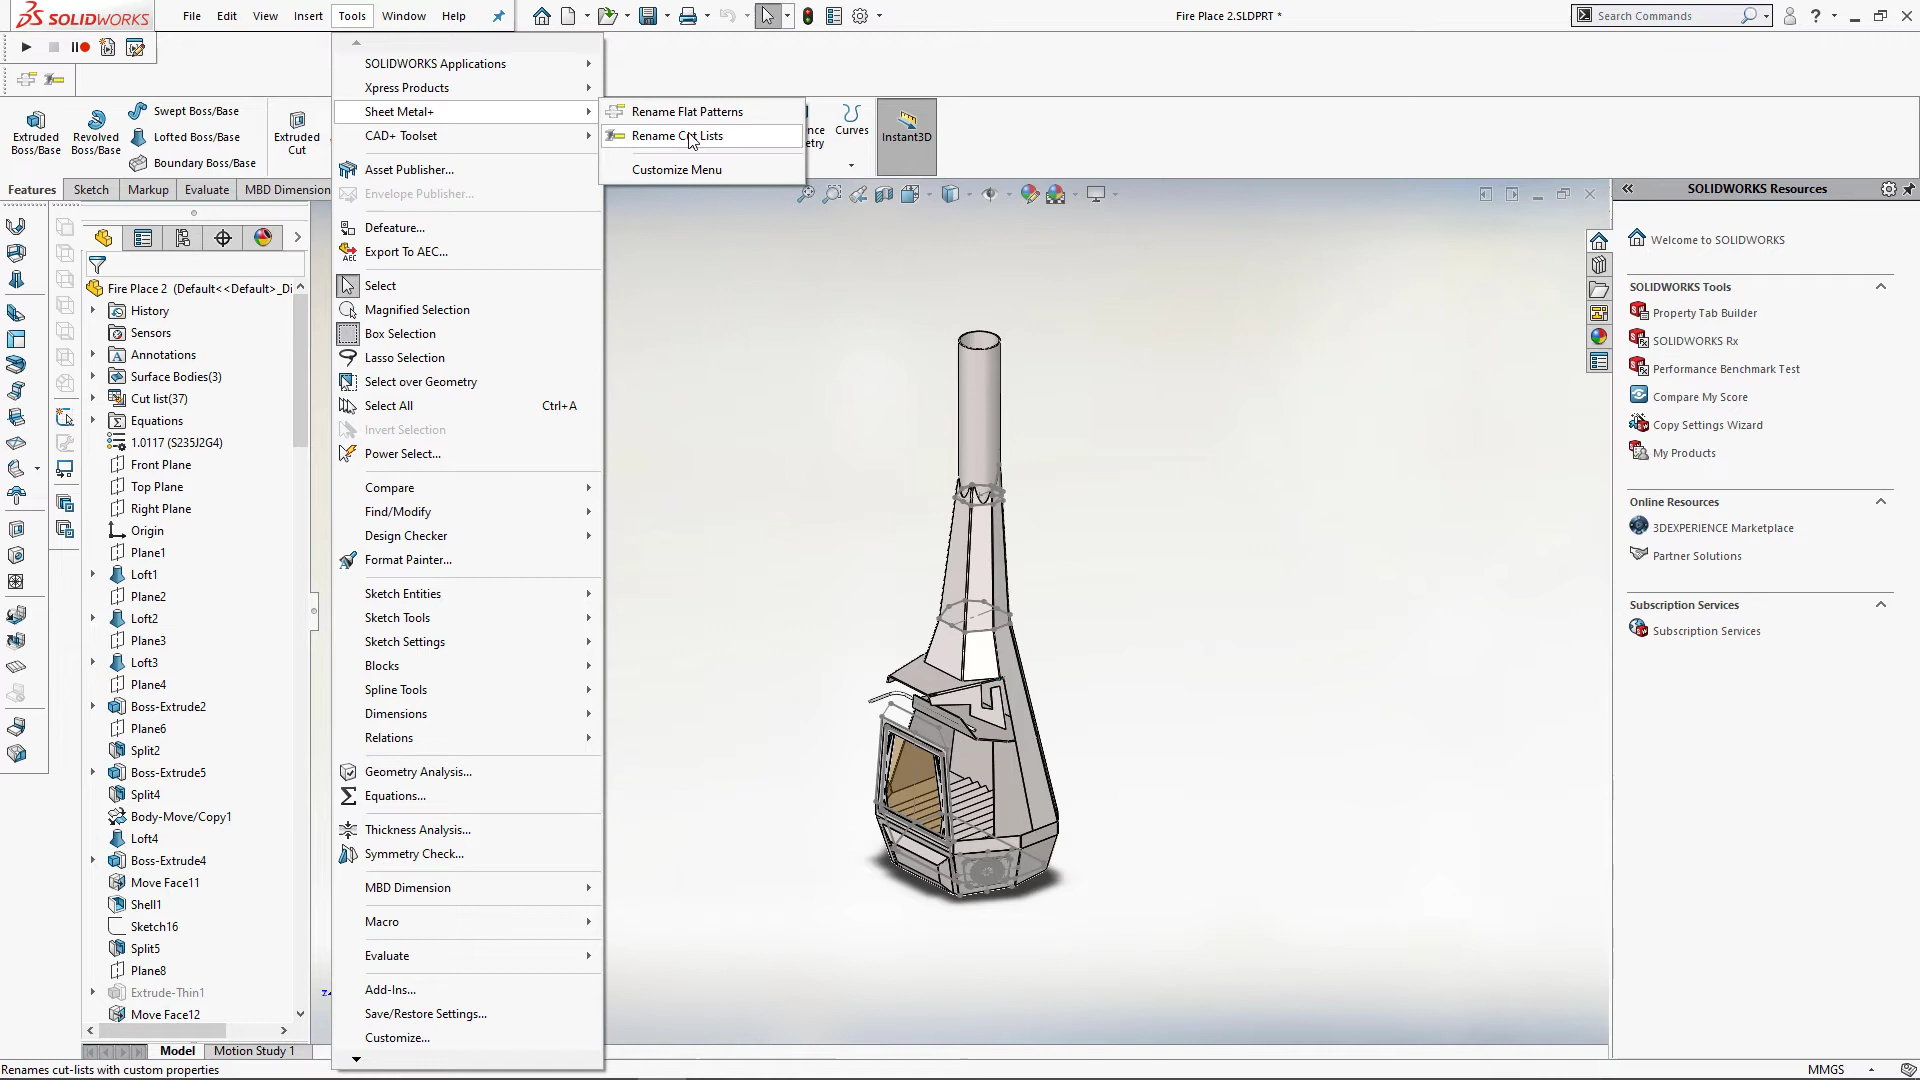 SOLIDWORKS
File Edit View Insert Tools Window Help
Fire Place 2.SLDPRT *
Search Commands
Extruded Boss/Base
Revolved Boss/Base
Swept Boss/Base
Lofted Boss/Base
Boundary Boss/Base
Extruded Cut
Curves
Instant3D
Features Sketch Markup Evaluate MBD Dimension
Fire Place 2 (Default<<Default>_Di
History
Sensors
Annotations
Surface Bodies(3)
Cut list(37)
Equations
1.0117 (S235J2G4)
Front Plane
Top Plane
Right Plane
Origin
Plane1
Loft1
Plane2
Loft2
Plane3
Loft3
Plane4
Boss-Extrude2
Plane6
Split2
Boss-Extrude5
Split4
Body-Move/Copy1
Loft4
Boss-Extrude4
Move Face11
Shell1
Sketch16
Split5
Plane8
Extrude-Thin1
Move Face12
Model Motion Study 1
Renames cut-lists with custom properties
MMGS
SOLIDWORKS Applications
Xpress Products
Sheet Metal+
CAD+ Toolset
Asset Publisher...
Envelope Publisher...
Defeature...
Export To AEC...
Select
Magnified Selection
Box Selection
Lasso Selection
Select over Geometry
Select All Ctrl+A
Invert Selection
Power Select...
Compare
Find/Modify
Design Checker
Format Painter...
Sketch Entities
Sketch Tools
Sketch Settings
Blocks
Spline Tools
Dimensions
Relations
Geometry Analysis...
Equations...
Thickness Analysis...
Symmetry Check...
MBD Dimension
Macro
Evaluate
Add-Ins...
Save/Restore Settings...
Customize...
Rename Flat Patterns
Rename Cut Lists
Customize Menu
SOLIDWORKS Resources
Welcome to SOLIDWORKS
SOLIDWORKS Tools
Property Tab Builder
SOLIDWORKS Rx
Performance Benchmark Test
Compare My Score
Copy Settings Wizard
My Products
Online Resources
3DEXPERIENCE Marketplace
Partner Solutions
Subscription Services
Subscription Services